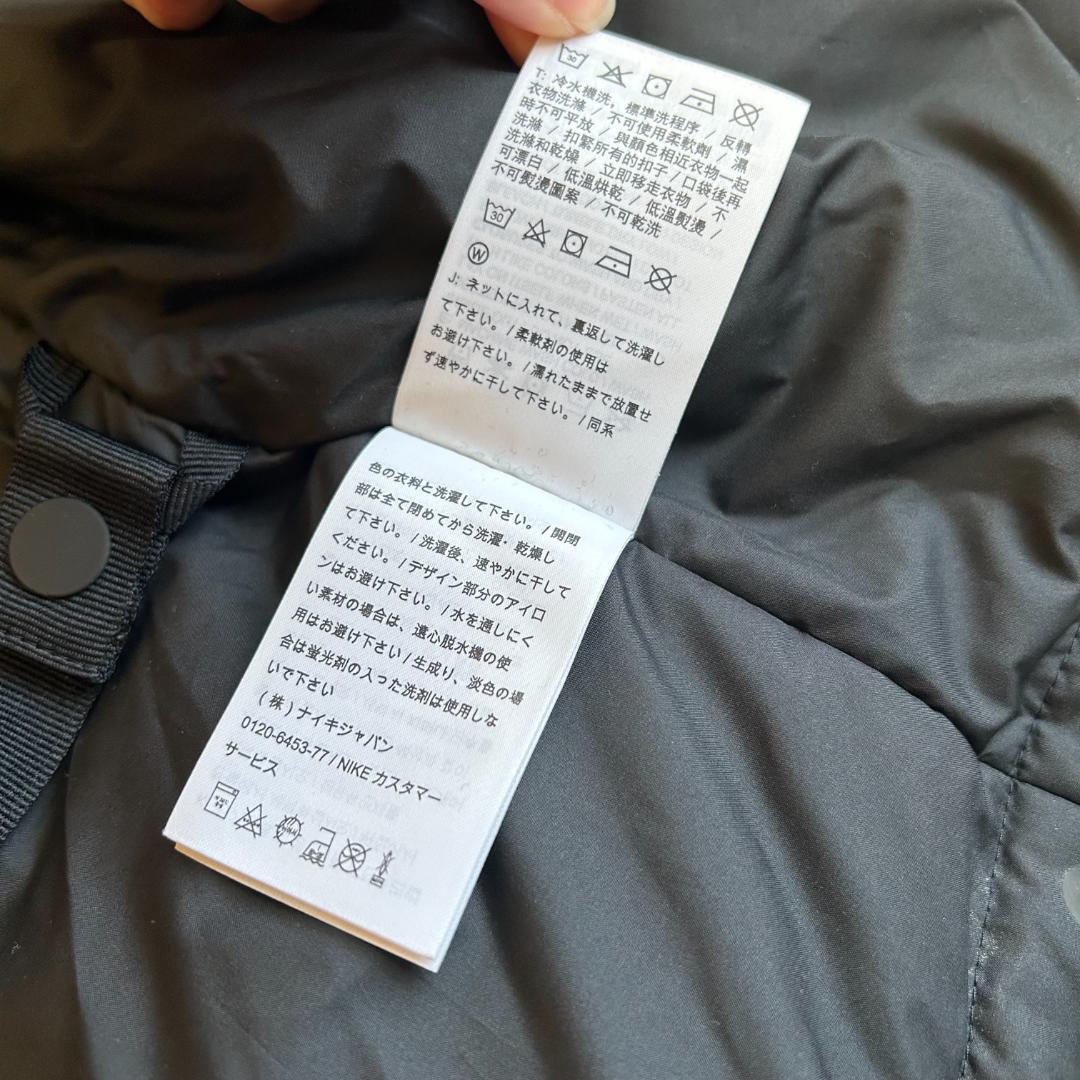 30
T: 冷水機洗，標準洗程序 / 反轉
衣物洗滌 / 不可使用柔軟劑 / 濕
時不可平放 / 與顏色相近衣物一起
洗滌 / 扣緊所有的扣子 / 口袋後再
洗滌和乾燥 / 立即移走衣物 / 不
可漂白 / 低溫烘乾 / 低溫熨燙 /
不可熨燙圖案 / 不可乾洗
30
W
J: ネットに入れて、裏返して洗濯し
て下さい。/柔軟剤の使用は
お避け下さい。/濡れたままで放置せ
ず速やかに干して下さい。/同系
色の衣料と洗濯して下さい。/開閉
部は全て閉めてから洗濯・乾燥し
て下さい。/洗濯後、速やかに干して
ください。/デザイン部分のアイロ
ンはお避け下さい。/水を通しにく
い素材の場合は、遠心脱水機の使
用はお避け下さい/生成り、淡色の場
合は蛍光剤の入った洗剤は使用しな
いで下さい
(株)ナイキジャパン
0120-6453-77 / NIKE カスタマー
サービス